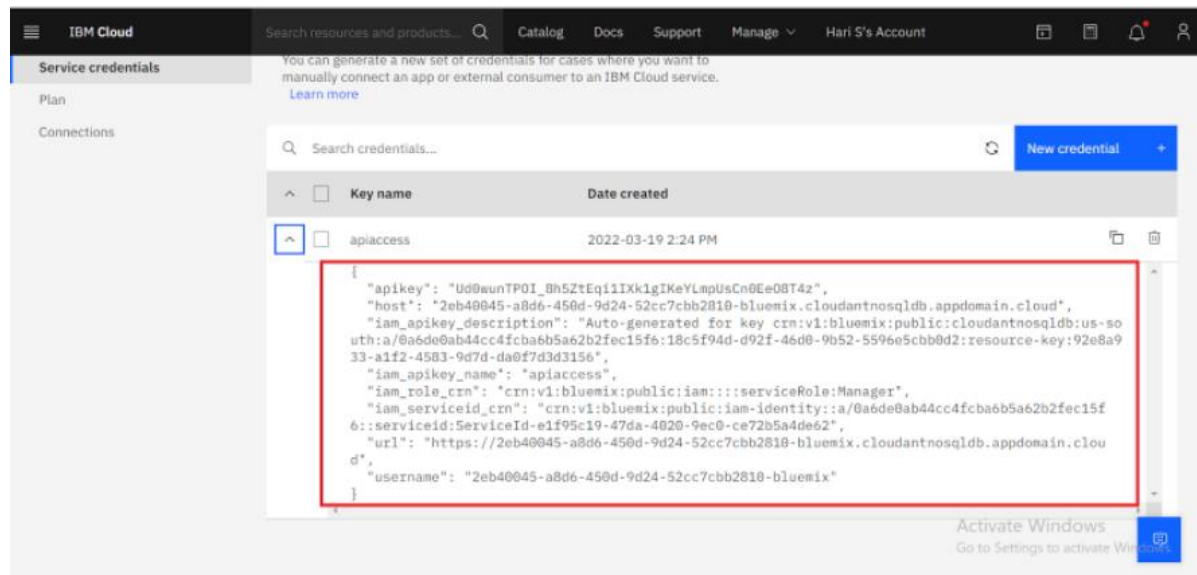 IBM Cloud
Search resources and products...
Catalog
Docs
Support
Manage
Hari S's Account
Service credentials
Plan
Connections
You can generate a new set of credentials for cases where you want to
manually connect an app or external consumer to an IBM Cloud service.
Learn more
Search credentials...
New credential +
Key name Date created
apiaccess 2022-03-19 2:24 PM
{
"apikey":
"host": "2eb40045-a8d6-450d-9d24-52cc7cbb2810-bluemix.cloudantnosqldb.appdomain.cloud",
"iam_apikey_description": "Auto-generated for key crn:v1:bluemix:public:cloudantnosqldb:us-so
uth:a/0a6de0ab44cc4fcba6b5a62b2fec15f6:18c5f94d-d92f-46d0-9b52-5596e5cbb0d2:resource-key:92e8a9
33-a1f2-4583-9d7d-da0f7d3d3156",
"iam_apikey_name": "apiaccess",
"iam_role_crn": "crn:v1:bluemix:public:iam::::serviceRole:Manager",
"iam_serviceid_crn": "crn:v1:bluemix:public:iam-identity::a/0a6de0ab44cc4fcba6b5a62b2fec15f
6::serviceid:ServiceId-e1f95c19-47da-4020-9ec0-ce72b5a4de62",
"url": "https://2eb40045-a8d6-450d-9d24-52cc7cbb2810-bluemix.cloudantnosqldb.appdomain.clou
d",
"username": "2eb40045-a8d6-450d-9d24-52cc7cbb2810-bluemix"
}
Activate Windows
Go to Settings to activate Windows.